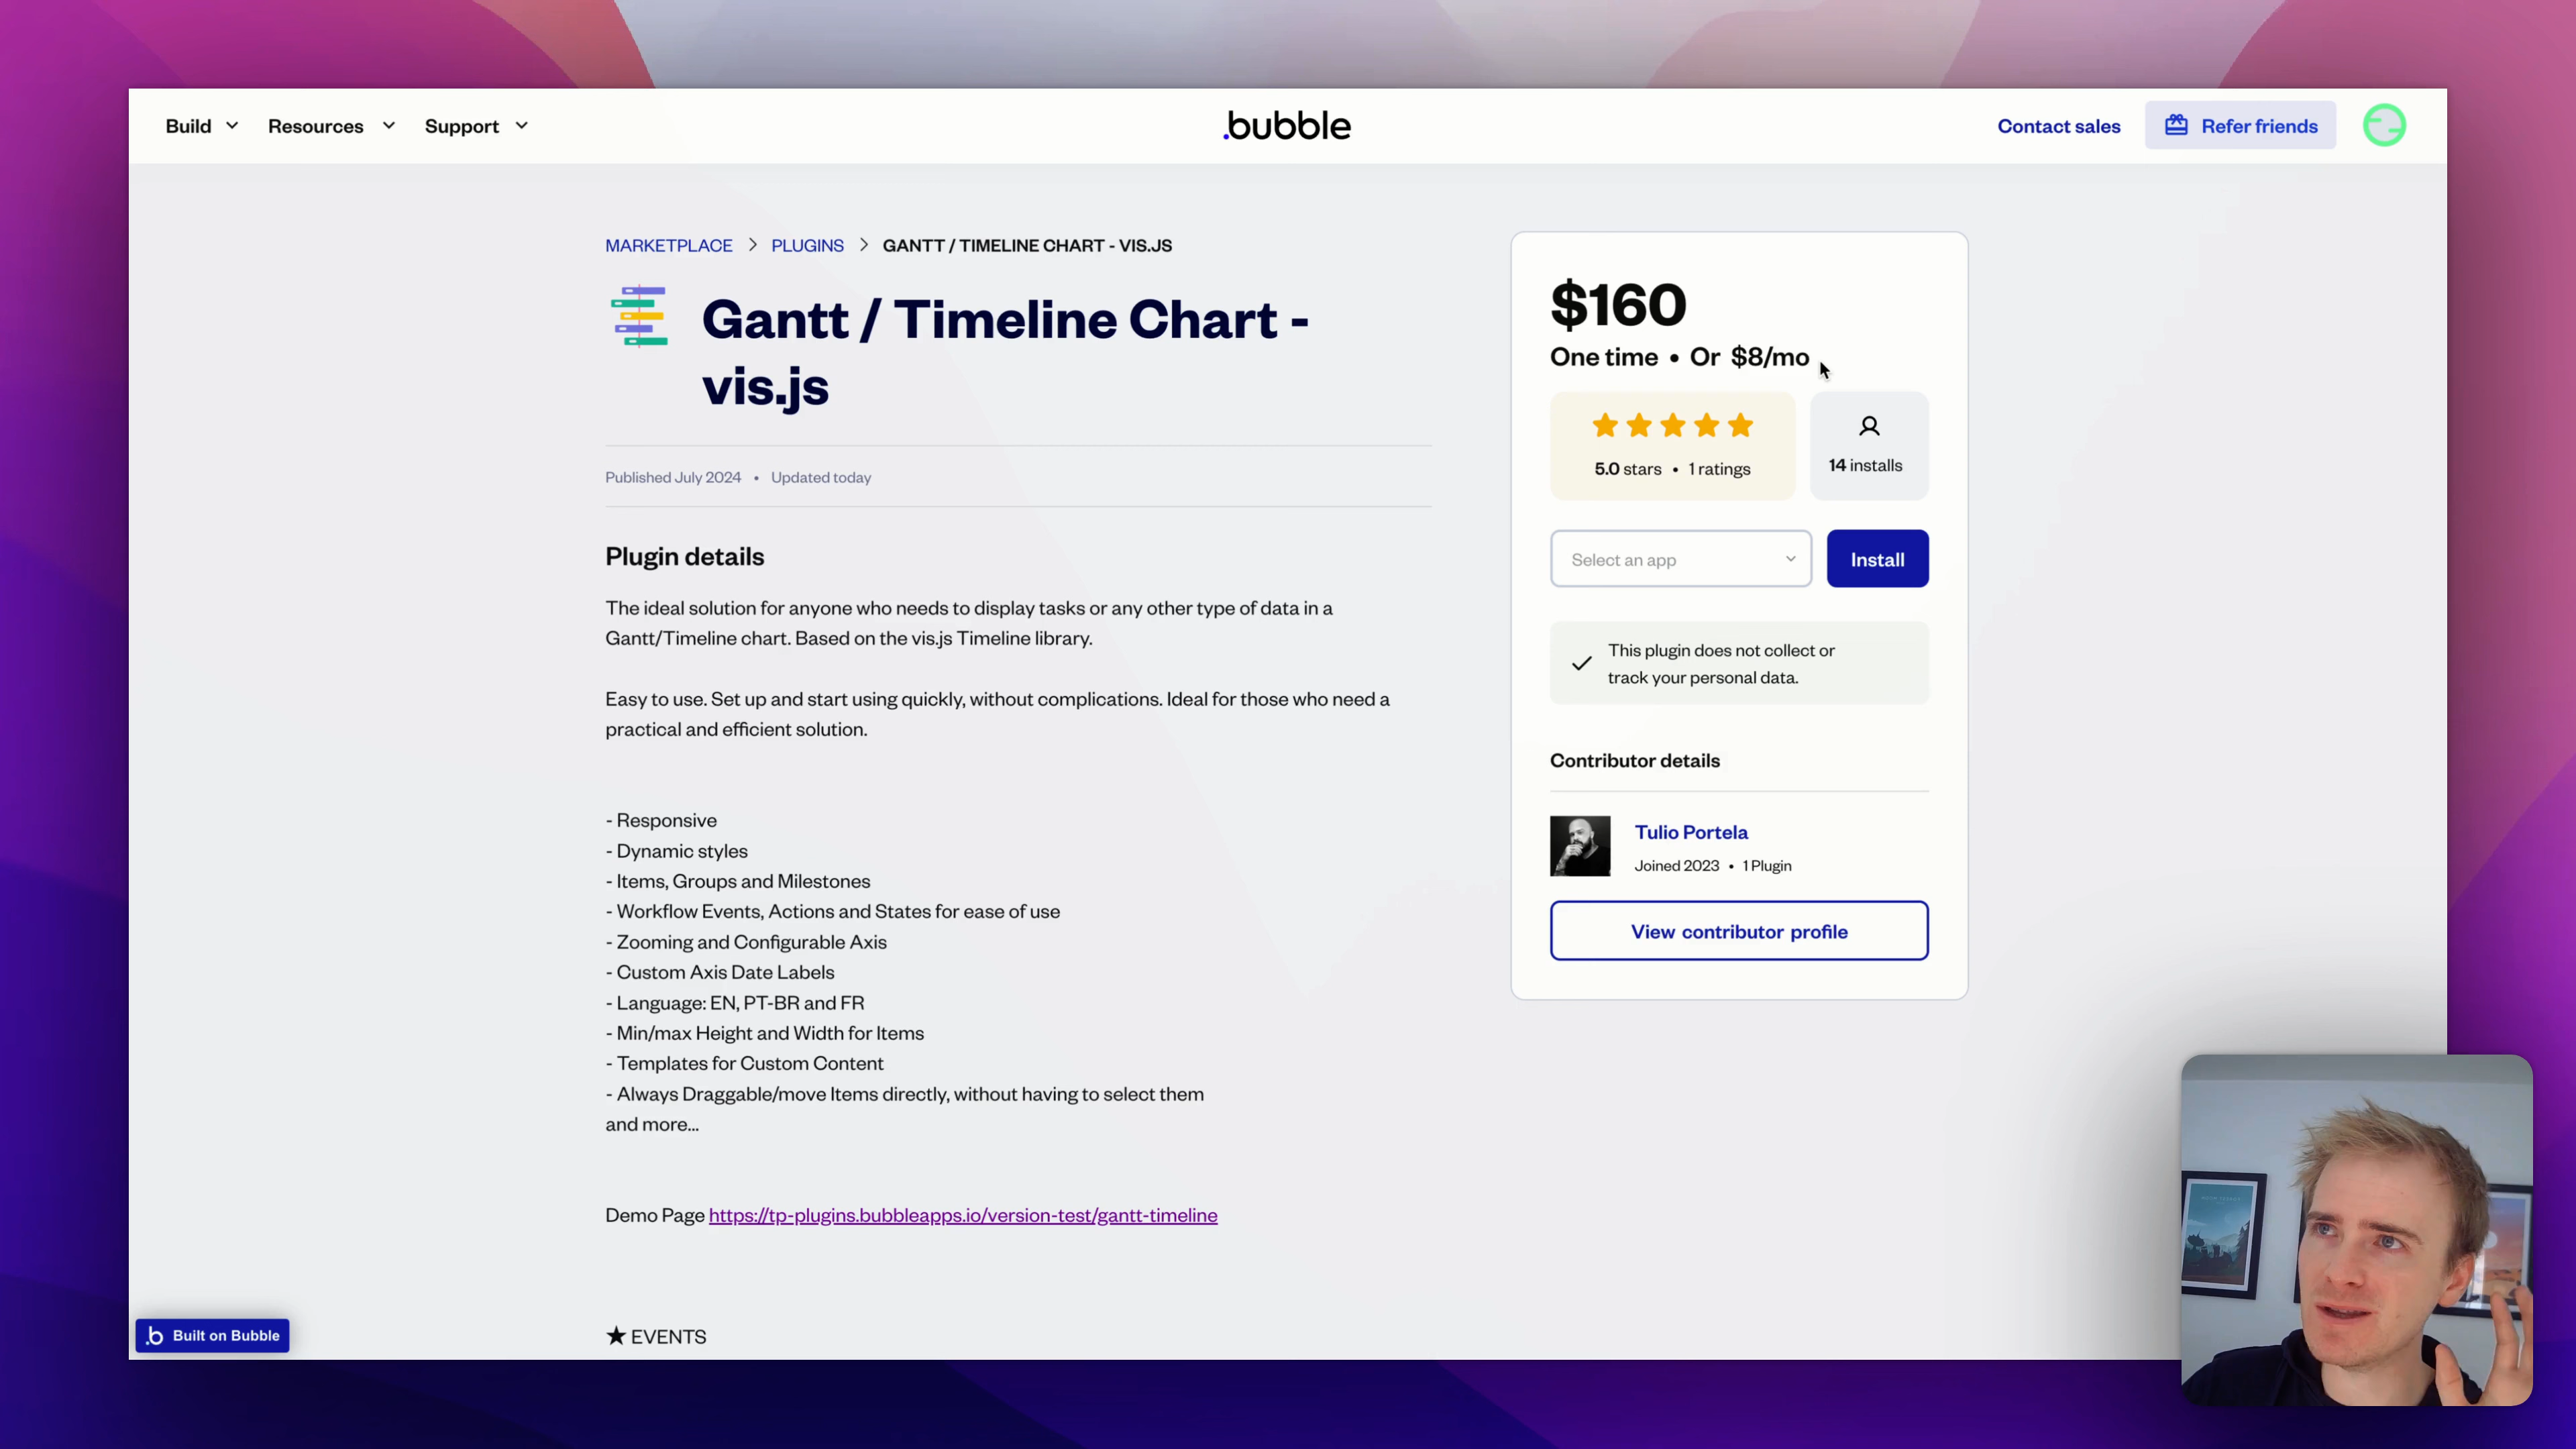 Build
Resources
Support
.bubble
Contact sales
Refer friends
MARKETPLACE > PLUGINS > GANTT / TIMELINE CHART - VIS.JS
Gantt / Timeline Chart -
vis.js
Published July 2024 • Updated today
Plugin details
The ideal solution for anyone who needs to display tasks or any other type of data in a
Gantt/Timeline chart. Based on the vis.js Timeline library.
Easy to use. Set up and start using quickly, without complications. Ideal for those who need a
practical and efficient solution.
- Responsive
- Dynamic styles
- Items, Groups and Milestones
- Workflow Events, Actions and States for ease of use
- Zooming and Configurable Axis
- Custom Axis Date Labels
- Language: EN, PT-BR and FR
- Min/max Height and Width for Items
- Templates for Custom Content
- Always Draggable/move Items directly, without having to select them
and more...
Demo Page https://tp-plugins.bubbleapps.io/version-test/gantt-timeline
★ EVENTS
$160
One time • Or $8/mo
5.0 stars • 1 ratings
14 installs
Select an app
Install
This plugin does not collect or
track your personal data.
Contributor details
Tulio Portela
Joined 2023 • 1 Plugin
View contributor profile
.b Built on Bubble